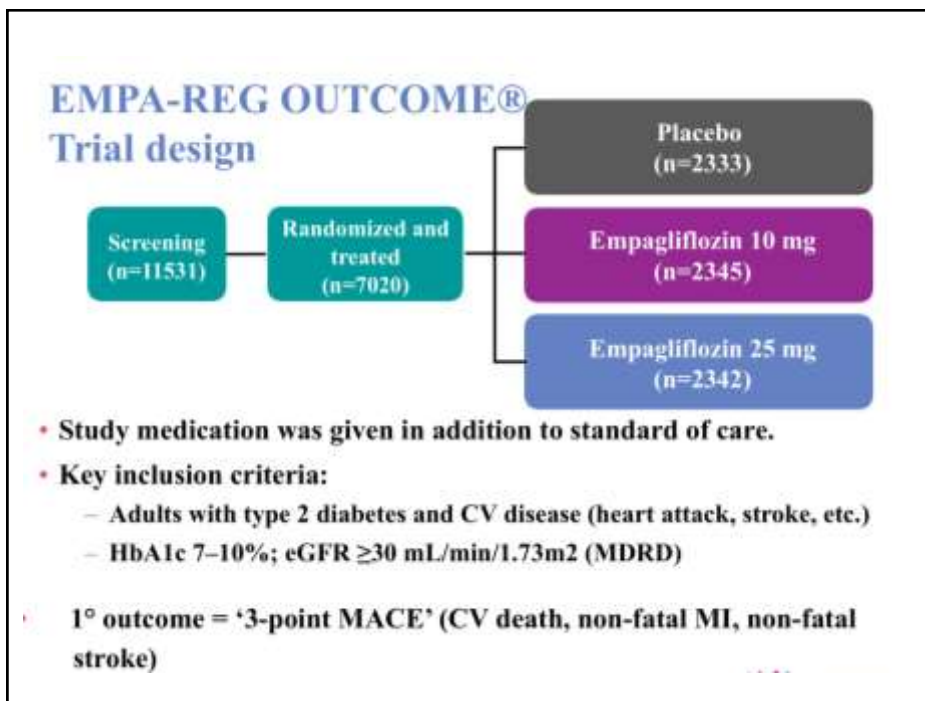 EMPA-REG OUTCOME®
Trial design
Placebo
(n=2333)
Screening
(n=11531)
Randomized and
treated
(n=7020)
Empagliflozin 10 mg
(n=2345)
Empagliflozin 25 mg
(n=2342)
• Study medication was given in addition to standard of care.
• Key inclusion criteria:
– Adults with type 2 diabetes and CV disease (heart attack, stroke, etc.)
– HbA1c 7–10%; eGFR ≥30 mL/min/1.73m2 (MDRD)
1° outcome = ‘3-point MACE’ (CV death, non-fatal MI, non-fatal
stroke)